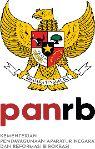 panrb
KEMENTERIAN
PENDAYAGUNAAN APARATUR NEGARA
DAN REFORMASI BIROKRASI